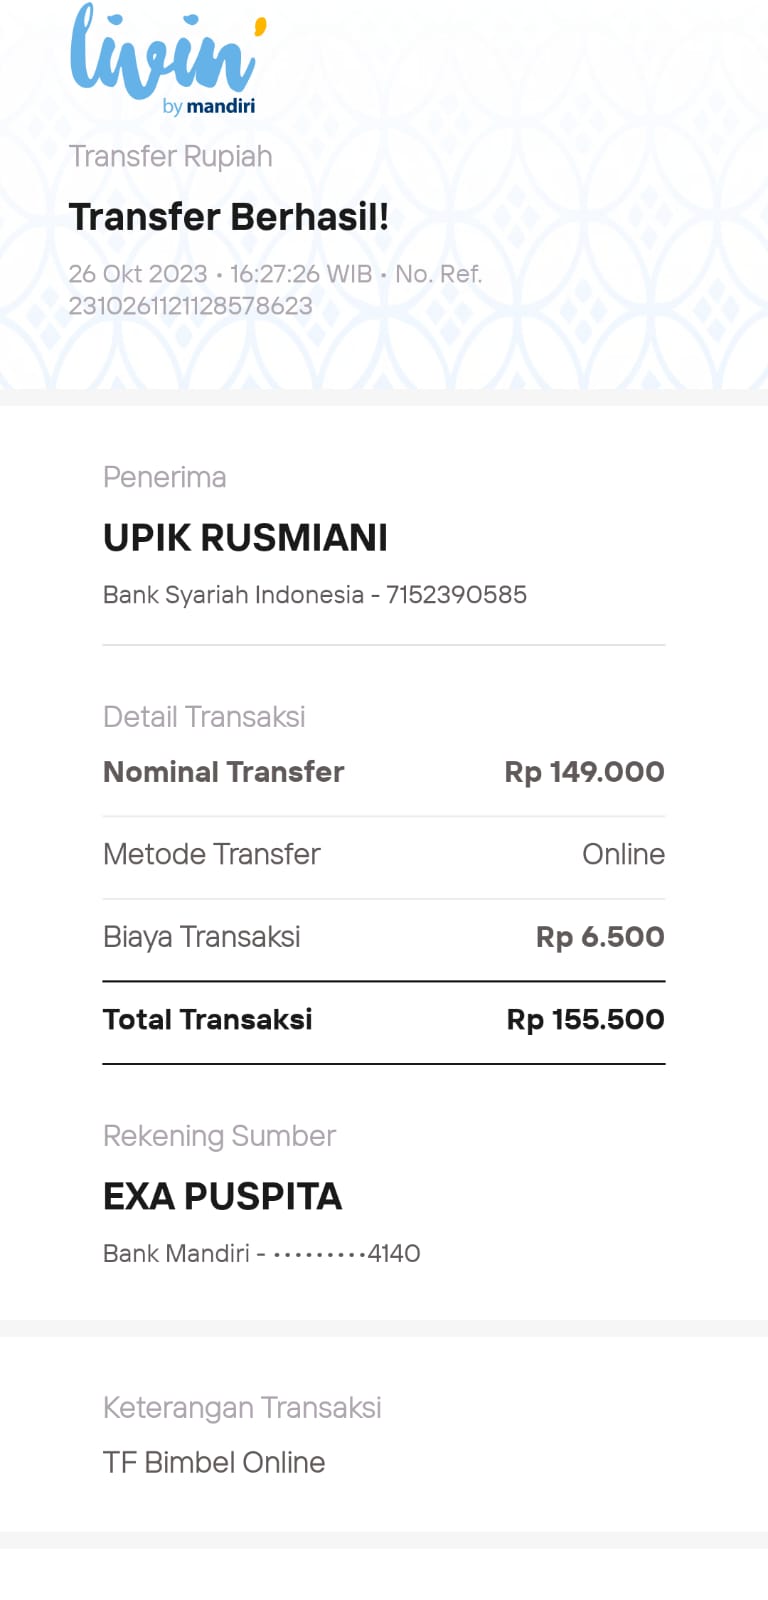 livin'
by mandiri
Transfer Rupiah
Transfer Berhasil!
26 Okt 2023 • 16:27:26 WIB • No. Ref.
2310261121128578623
Penerima
UPIK RUSMIANI
Bank Syariah Indonesia - 7152390585
Detail Transaksi
Nominal Transfer Rp 149.000
Metode Transfer Online
Biaya Transaksi Rp 6.500
Total Transaksi Rp 155.500
Rekening Sumber
EXA PUSPITA
Bank Mandiri - •••••••••4140
Keterangan Transaksi
TF Bimbel Online